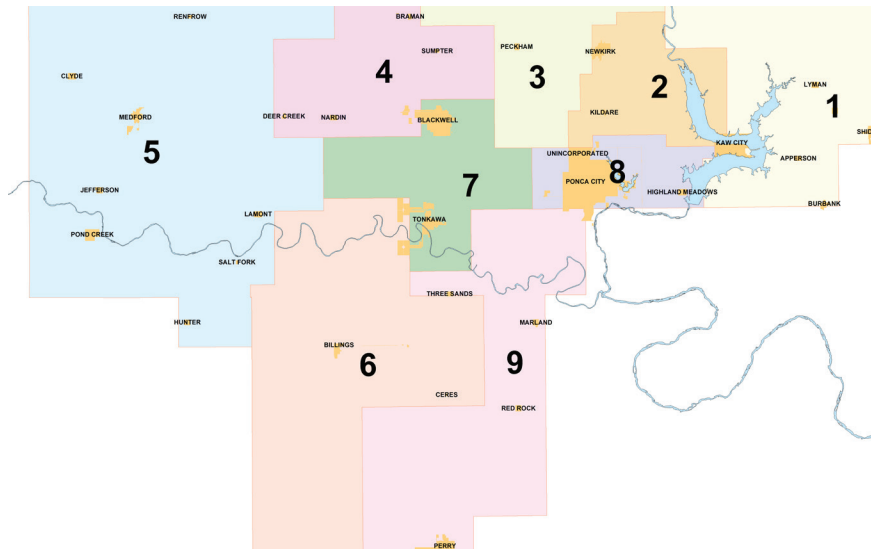 RENFROW
BRAMAN
SUMPTER
PECKHAM
NEWKIRK
4
3
2
CLYDE
LYMAN
1
MEDFORD
DEER CREEK
NARDIN
BLACKWELL
KILDARE
SHID
5
KAW CITY
UNINCORPORATED
APPERSON
8
7
PONCA CITY
JEFFERSON
HIGHLAND MEADOWS
BURBANK
LAMONT
TONKAWA
POND CREEK
SALT FORK
THREE SANDS
HUNTER
MARLAND
BILLINGS
6
9
CERES
RED ROCK
PERRY